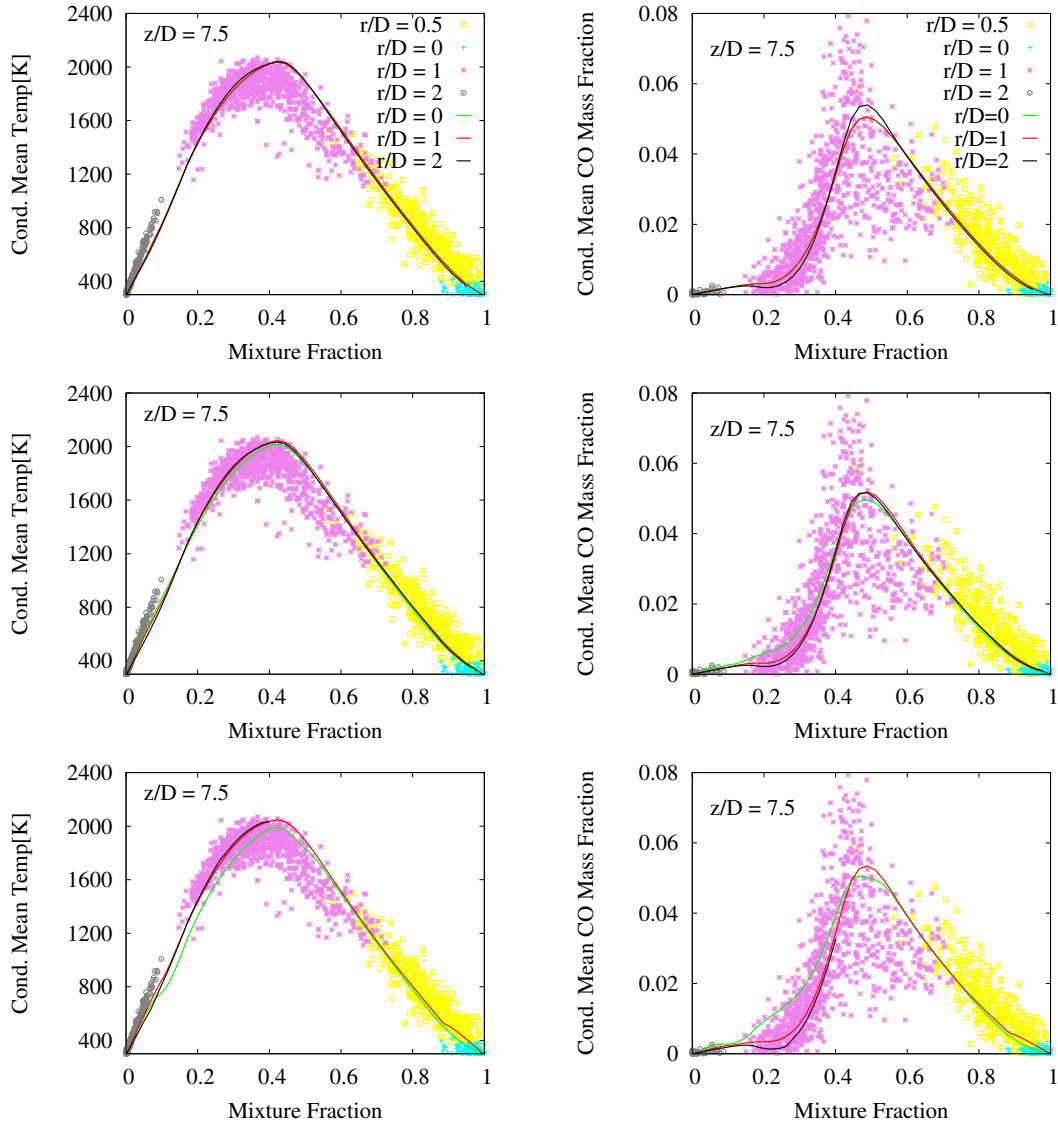 2400
2000
1600
1200
800
400
0
0.2
0.4
0.6
0.8
1
Cond. Mean Temp[K]
Mixture Fraction
z/D = 7.5
r/D = 0.5
r/D = 0
r/D = 1
r/D = 2
r/D = 0
r/D = 1
r/D = 2
0.08
0.06
0.04
0.02
0
0
0.2
0.4
0.6
0.8
1
Cond. Mean CO Mass Fraction
Mixture Fraction
z/D = 7.5
r/D = 0.5
r/D = 0
r/D = 1
r/D = 2
r/D=0
r/D=1
r/D=2
2400
2000
1600
1200
800
400
0
0.2
0.4
0.6
0.8
1
Cond. Mean Temp[K]
Mixture Fraction
z/D = 7.5
0.08
0.06
0.04
0.02
0
0
0.2
0.4
0.6
0.8
1
Cond. Mean CO Mass Fraction
Mixture Fraction
z/D = 7.5
2400
2000
1600
1200
800
400
0
0.2
0.4
0.6
0.8
1
Cond. Mean Temp[K]
Mixture Fraction
z/D = 7.5
0.08
0.06
0.04
0.02
0
0
0.2
0.4
0.6
0.8
1
Cond. Mean CO Mass Fraction
Mixture Fraction
z/D = 7.5